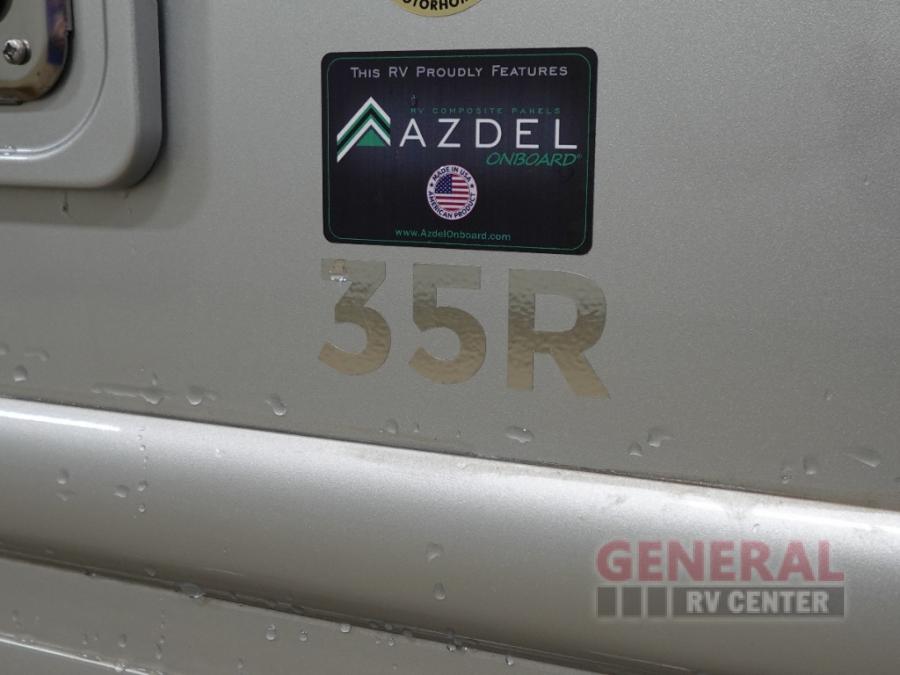 THIS RV PROUDLY FEATURES
RV COMPOSITE PANELS
AZDEL
ONBOARD®
MADE IN USA
AMERICAN PRODUCT
www.AzdelOnboard.com
35R
GENERAL
RV CENTER